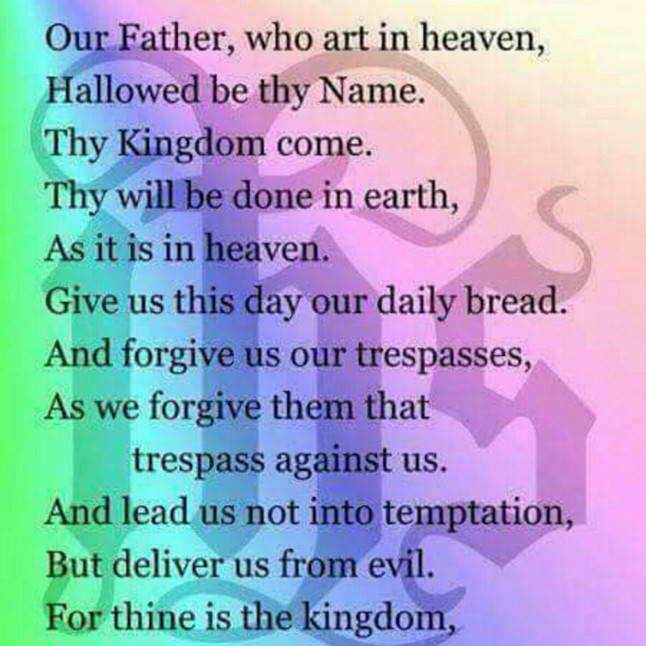 Our Father, who art in heaven,
Hallowed be thy Name.
Thy Kingdom come.
Thy will be done in earth,
As it is in heaven.
Give us this day our daily bread.
And forgive us our trespasses,
As we forgive them that
trespass against us.
And lead us not into temptation,
But deliver us from evil.
For thine is the kingdom,
ihs